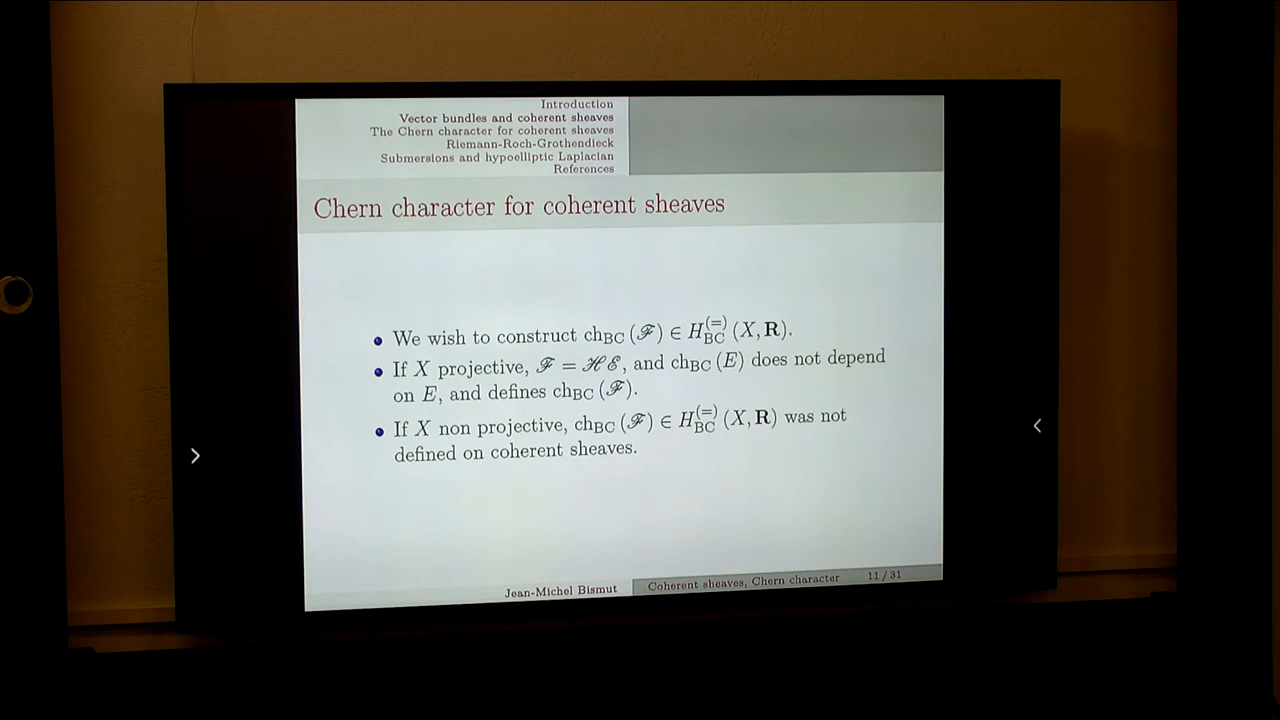 Introduction
Vector bundles and coherent sheaves
The Chern character for coherent sheaves
Riemann-Roch-Grothendieck
Submersions and hypoelliptic Laplacian
References
Chern character for coherent sheaves
• We wish to construct ch_BC (ℱ) ∈ H_BC^(=) (X, R).
• If X projective, ℱ = ℋℰ, and ch_BC (E) does not depend
on E, and defines ch_BC (ℱ).
• If X non projective, ch_BC (ℱ) ∈ H_BC^(=) (X, R) was not
defined on coherent sheaves.
Jean-Michel Bismut
Coherent sheaves, Chern character
11 / 31